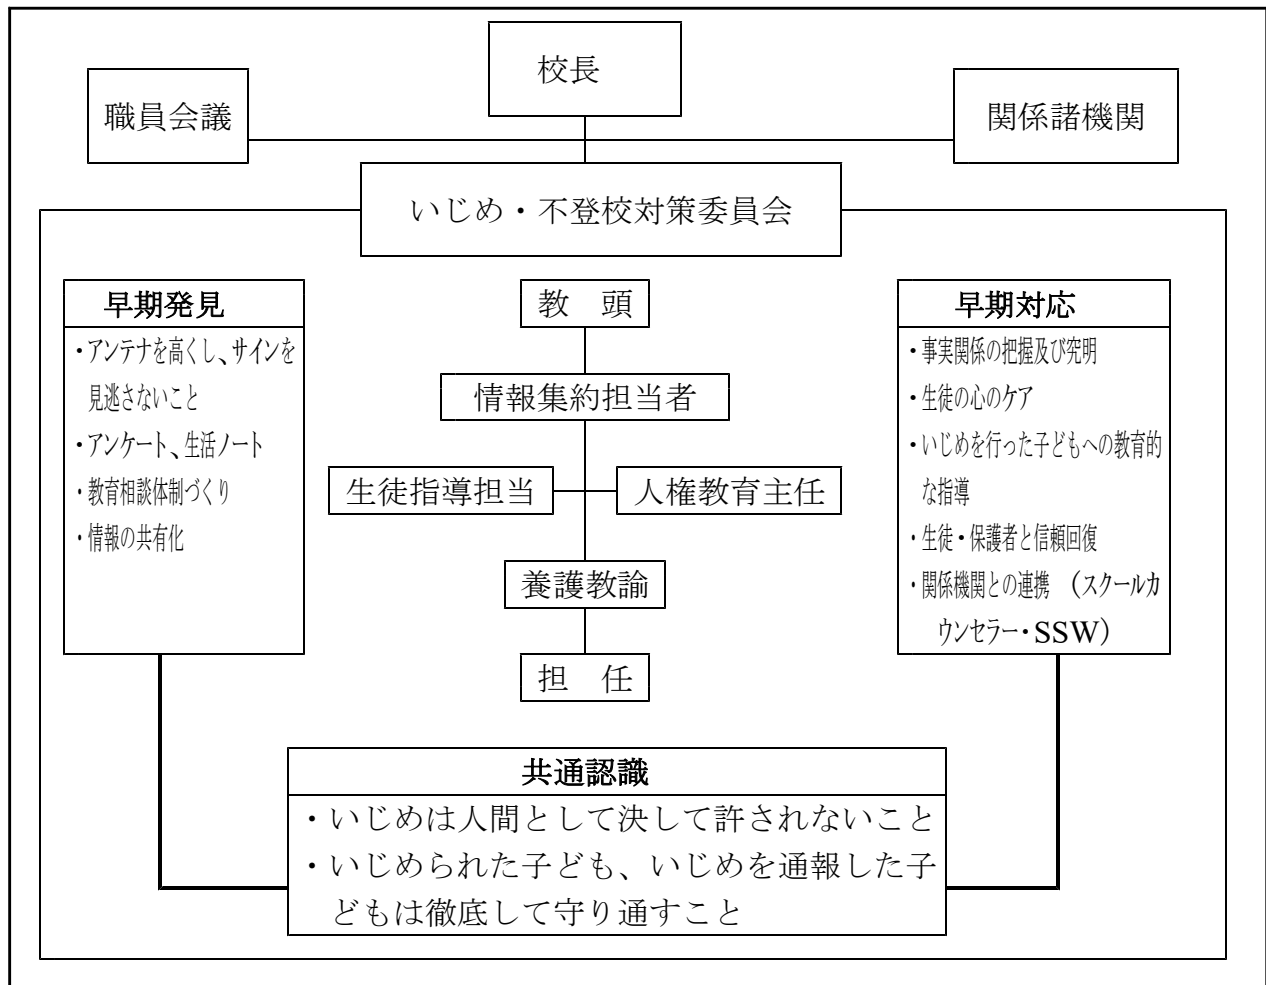 校長
職員会議
関係諸機関
いじめ・不登校対策委員会
早期発見
・アンテナを高くし、サインを
見逃さないこと
・アンケート、生活ノート
・教育相談体制づくり
・情報の共有化
教　頭
情報集約担当者
生徒指導担当
人権教育主任
養護教諭
担　任
早期対応
・事実関係の把握及び究明
・生徒の心のケア
・いじめを行った子どもへの教育的
な指導
・生徒・保護者と信頼回復
・関係機関との連携　（スクールカ
ウンセラー・SSW）
共通認識
・いじめは人間として決して許されないこと
・いじめられた子ども、いじめを通報した子
どもは徹底して守り通すこと